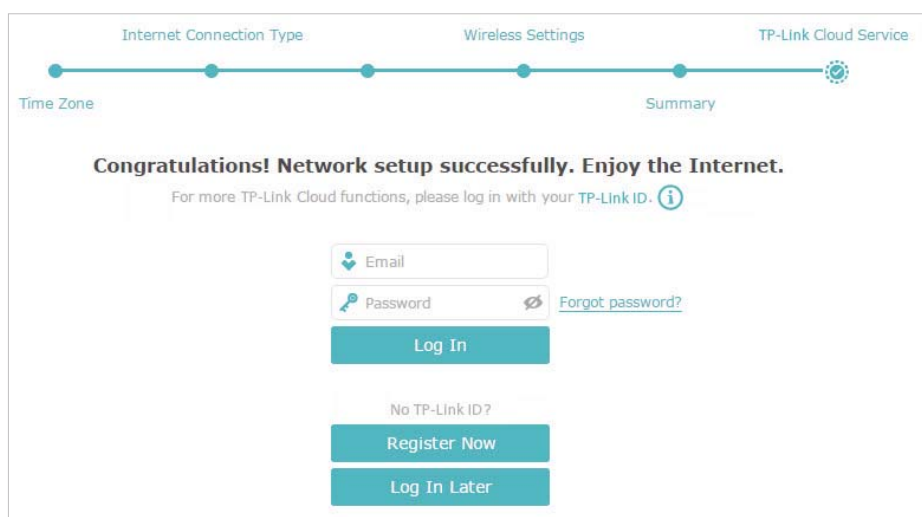 Internet Connection Type
Wireless Settings
TP-Link Cloud Service
Time Zone
Summary
Congratulations! Network setup successfully. Enjoy the Internet.
For more TP-Link Cloud functions, please log in with your TP-Link ID.
Email
Password
Forgot password?
Log In
No TP-Link ID?
Register Now
Log In Later